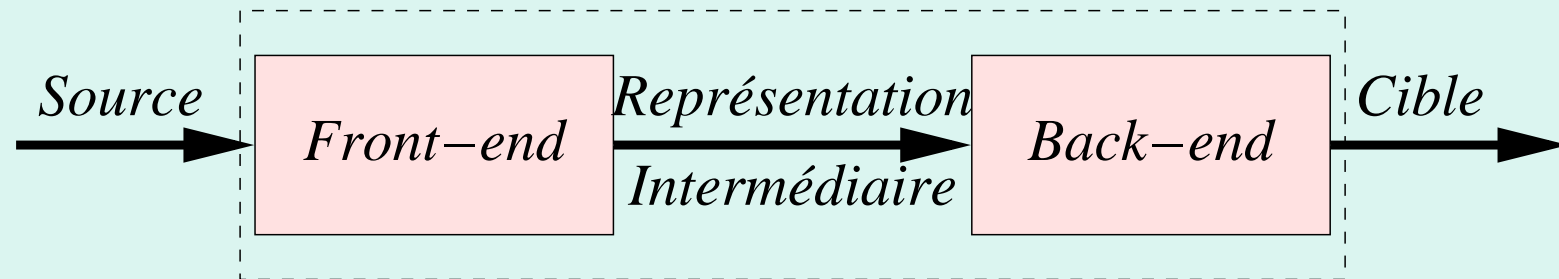 Source
Front-end
Représentation
Intermédiaire
Back-end
Cible